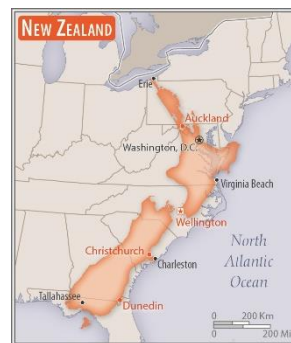 NEW ZEALAND
Erie
Auckland
Washington, D.C.
Virginia Beach
Wellington
Christchurch
Charleston
North
Atlantic
Ocean
Tallahassee
Dunedin
0 200 Km
0 200 Mi